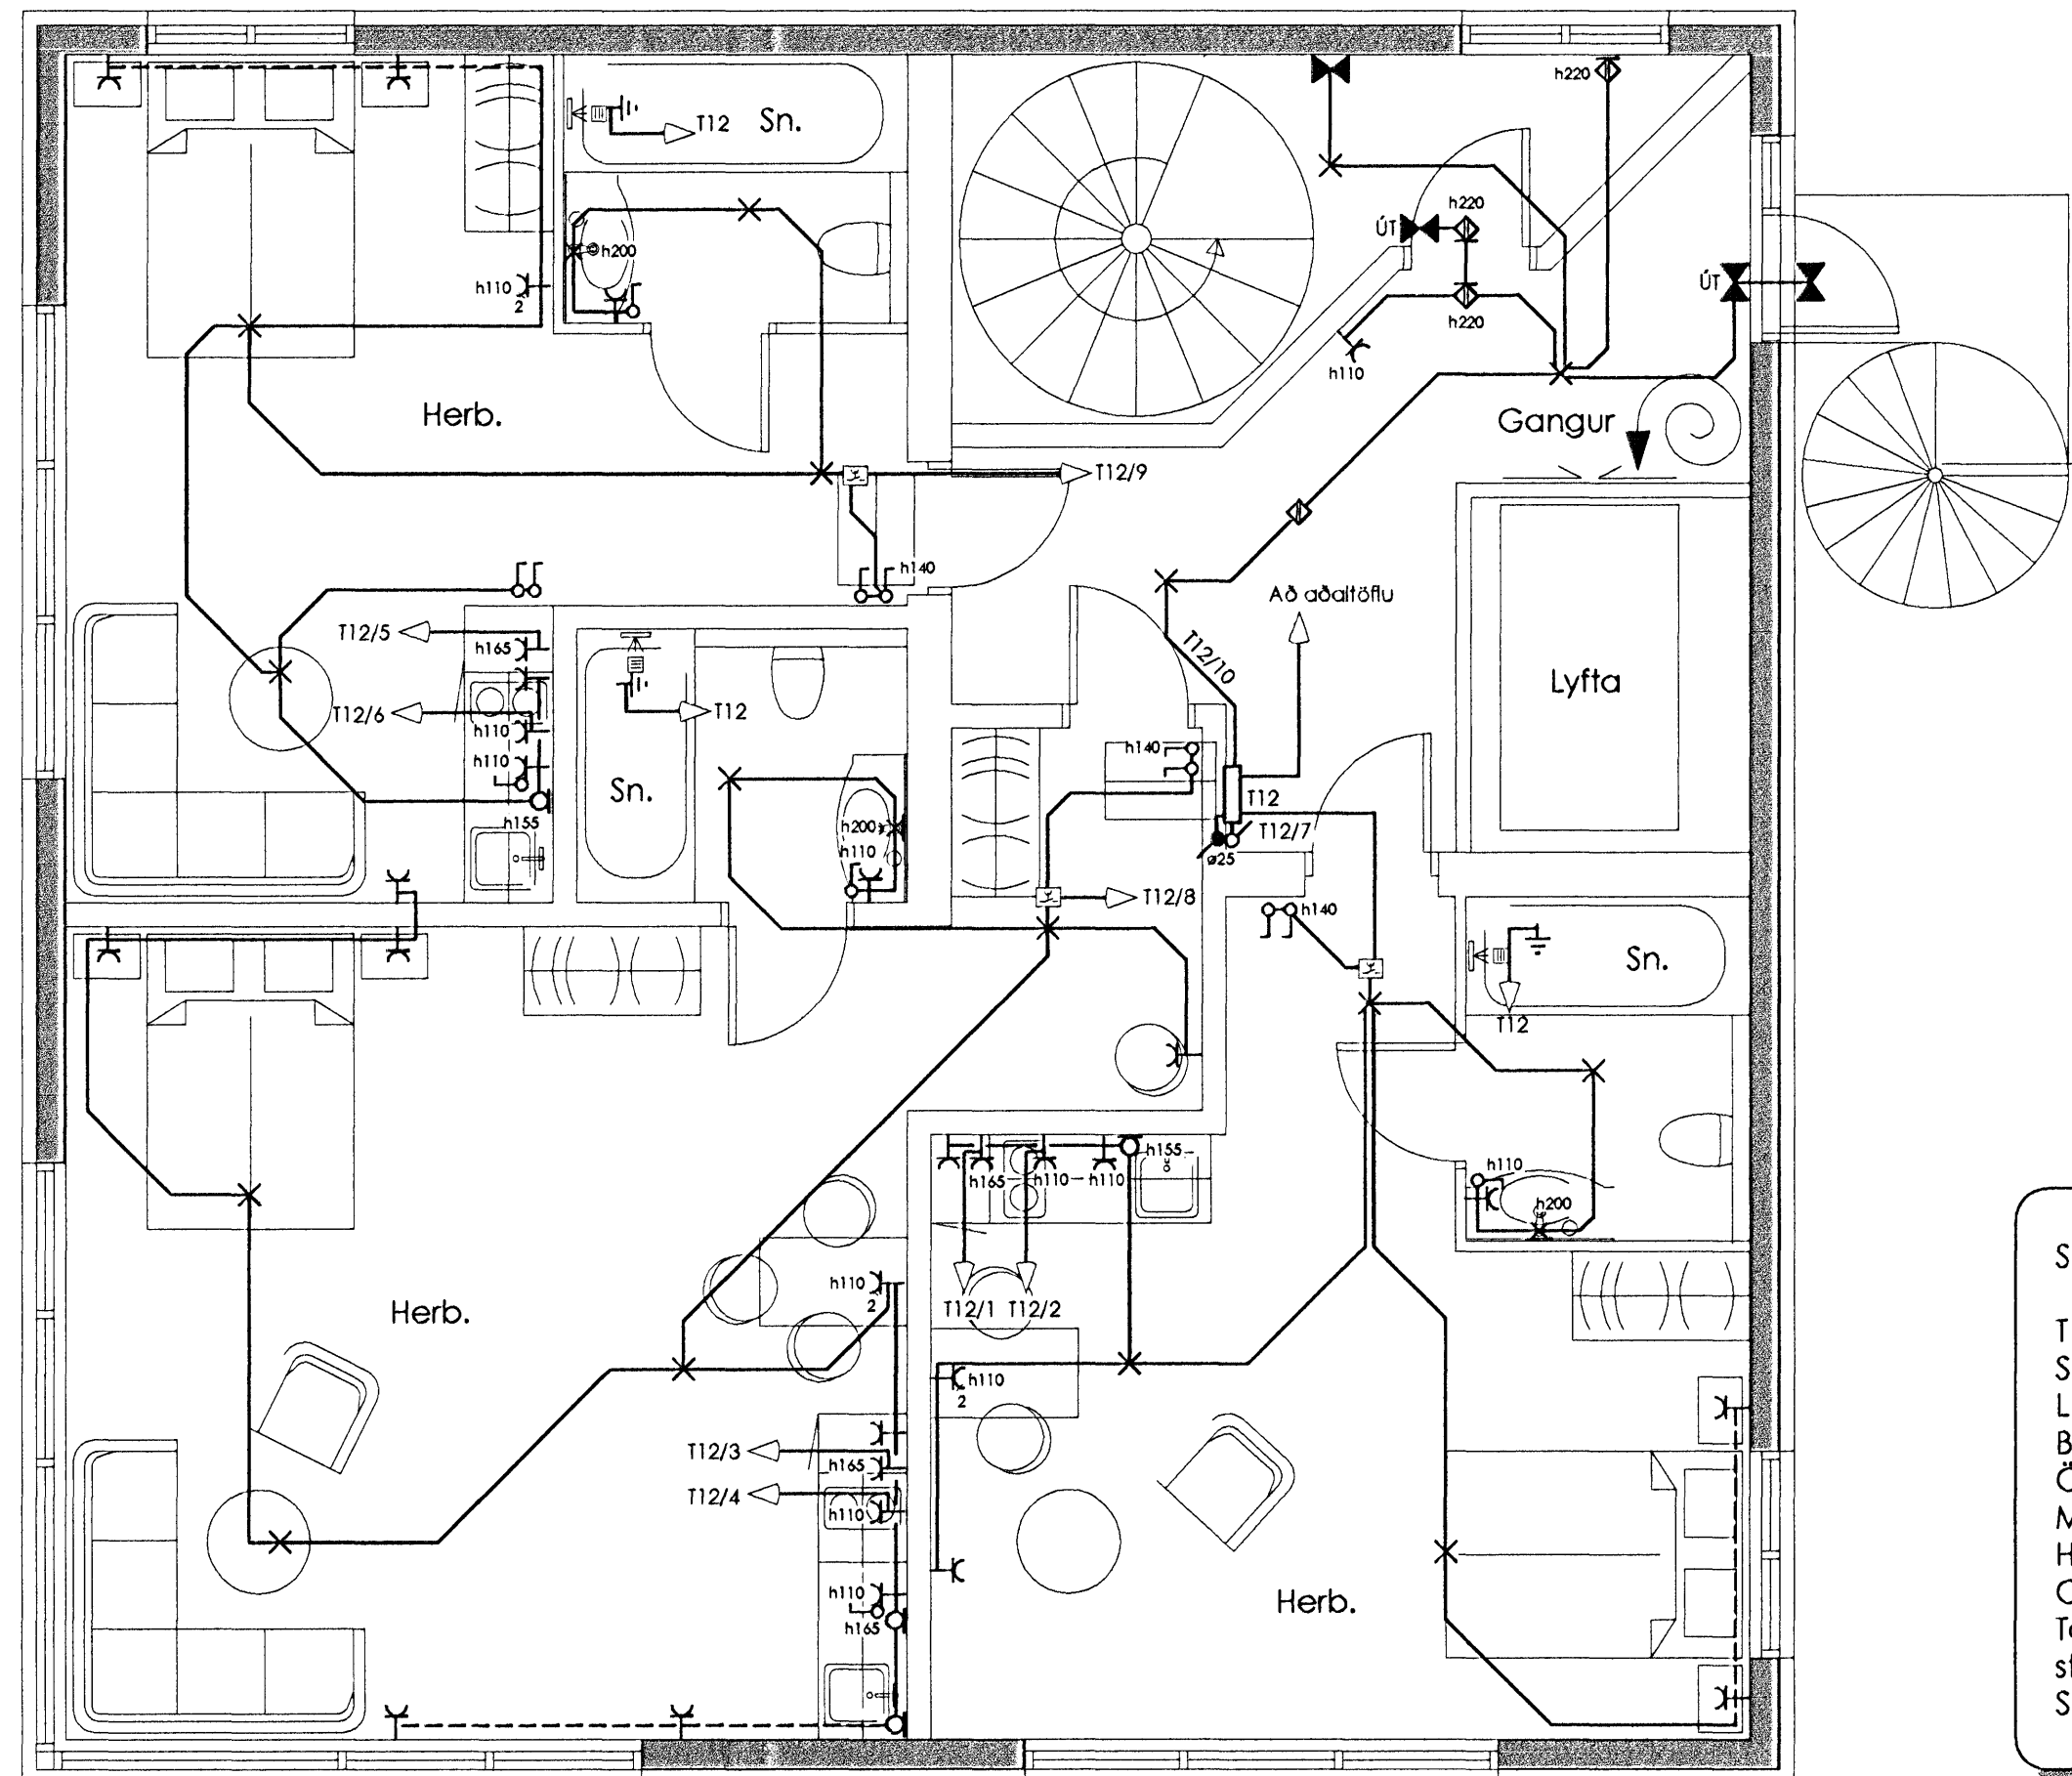 h220
T12 Sn.
h220
ÚT
h200
ÚT
h110
2
h220
h110
Herb.
Gangur
T12/9
h140
Að aðaltöflu
T12/5
h165
T12/10
Lyfta
T12/6
T12
h110
h140
h110
Sn.
T12
h155
h200
T12/7
h110
ø25
T12/8
h140
Sn.
T12
h155
h110
h165
h110
h110
h200
S
h110
2
T12/1
T12/2
Herb.
T
S
L
h110
2
B
Ö
T12/3
h165
T12/4
h110
M
H
h110
Herb.
O
h165
S